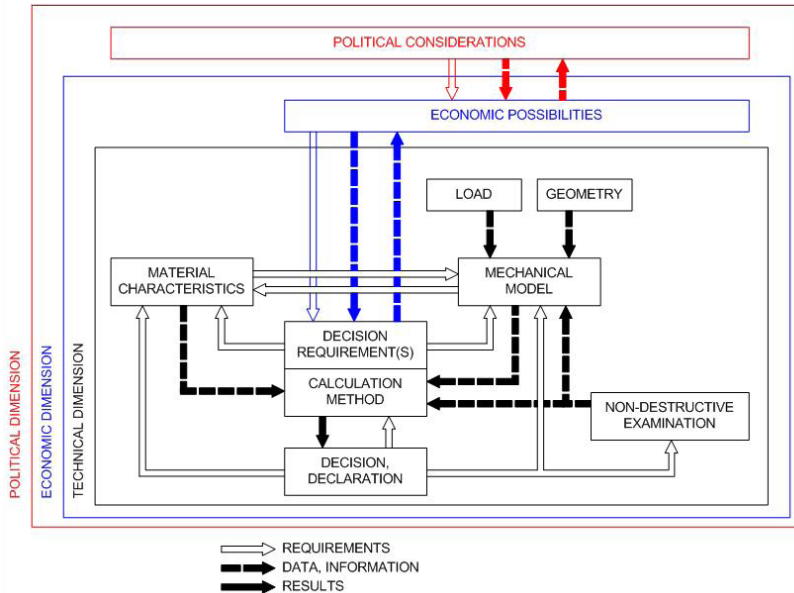 POLITICAL CONSIDERATIONS
ECONOMIC POSSIBILITIES
LOAD
GEOMETRY
MATERIAL
CHARACTERISTICS
MECHANICAL
MODEL
DECISION
REQUIREMENT(S)
CALCULATION
METHOD
NON-DESTRUCTIVE
EXAMINATION
DECISION,
DECLARATION
POLITICAL DIMENSION
ECONOMIC DIMENSION
TECHNICAL DIMENSION
REQUIREMENTS
DATA, INFORMATION
RESULTS